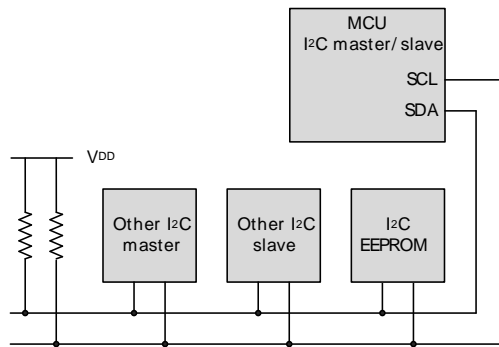 MCU
I²C master/ slave
SCL
SDA
VDD
Other I²C
master
Other I²C
slave
I²C
EEPROM